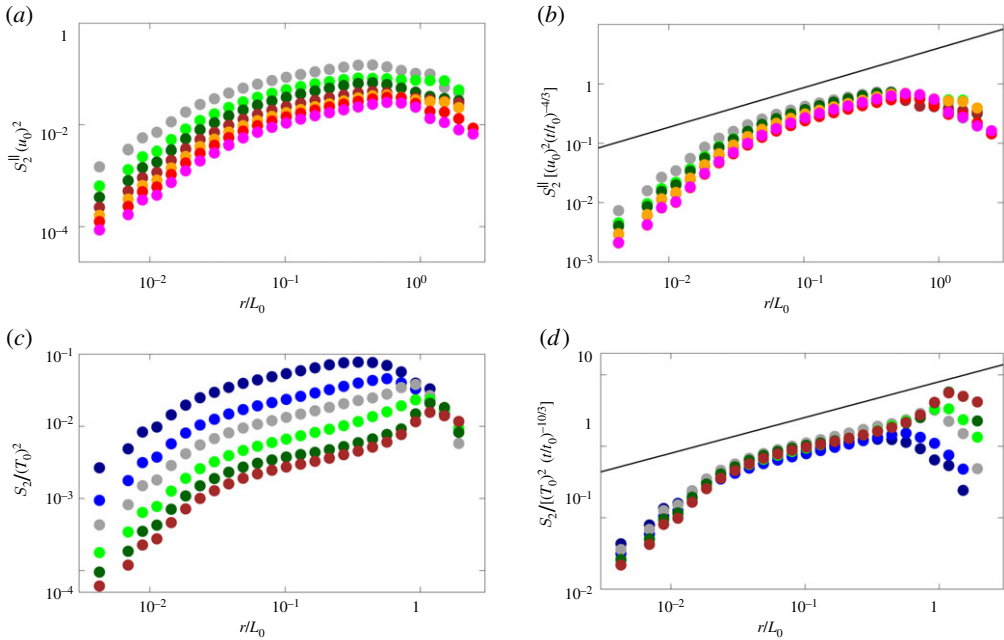 (a)
1
10⁻²
10⁻⁴
S₂^|| (u₀)²
10⁻²
10⁻¹
10⁰
r/L₀
(b)
1
10⁻¹
10⁻²
10⁻³
S₂^|| [(u₀)²(t/t₀)⁻⁴/³]
10⁻²
10⁻¹
10⁰
r/L₀
(c)
10⁻¹
10⁻²
10⁻³
10⁻⁴
S₂/(T₀)²
10⁻²
10⁻¹
1
r/L₀
(d)
10
1
10⁻¹
10⁻²
S₂/[(T₀)² (t/t₀)⁻¹⁰/³]
10⁻²
10⁻¹
1
r/L₀